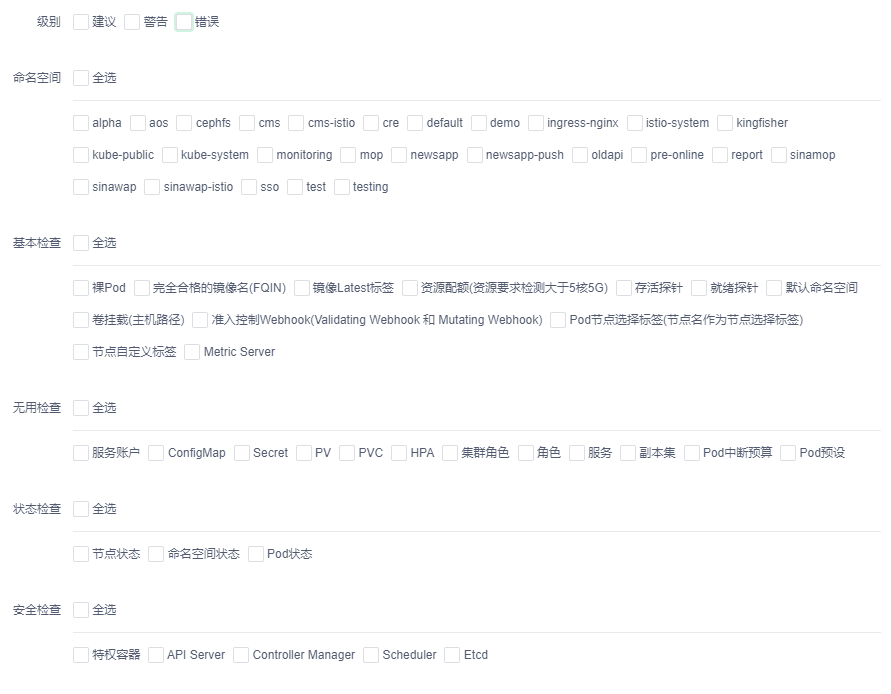 级别 建议 警告 错误
命名空间 全选
alpha aos cephfs cms cms-istio cre default demo ingress-nginx istio-system kingfisher
kube-public kube-system monitoring mop newsapp newsapp-push oldapi pre-online report sinamop
sinawap sinawap-istio sso test testing
基本检查 全选
裸Pod 完全合格的镜像名(FQIN) 镜像Latest标签 资源配额(资源要求检测大于5核5G) 存活探针 就绪探针 默认命名空间
卷挂载(主机路径) 准入控制Webhook(Validating Webhook 和 Mutating Webhook) Pod节点选择标签(节点名作为节点选择标签)
节点自定义标签 Metric Server
无用检查 全选
服务账户 ConfigMap Secret PV PVC HPA 集群角色 角色 服务 副本集 Pod中断预算 Pod预设
状态检查 全选
节点状态 命名空间状态 Pod状态
安全检查 全选
特权容器 API Server Controller Manager Scheduler Etcd